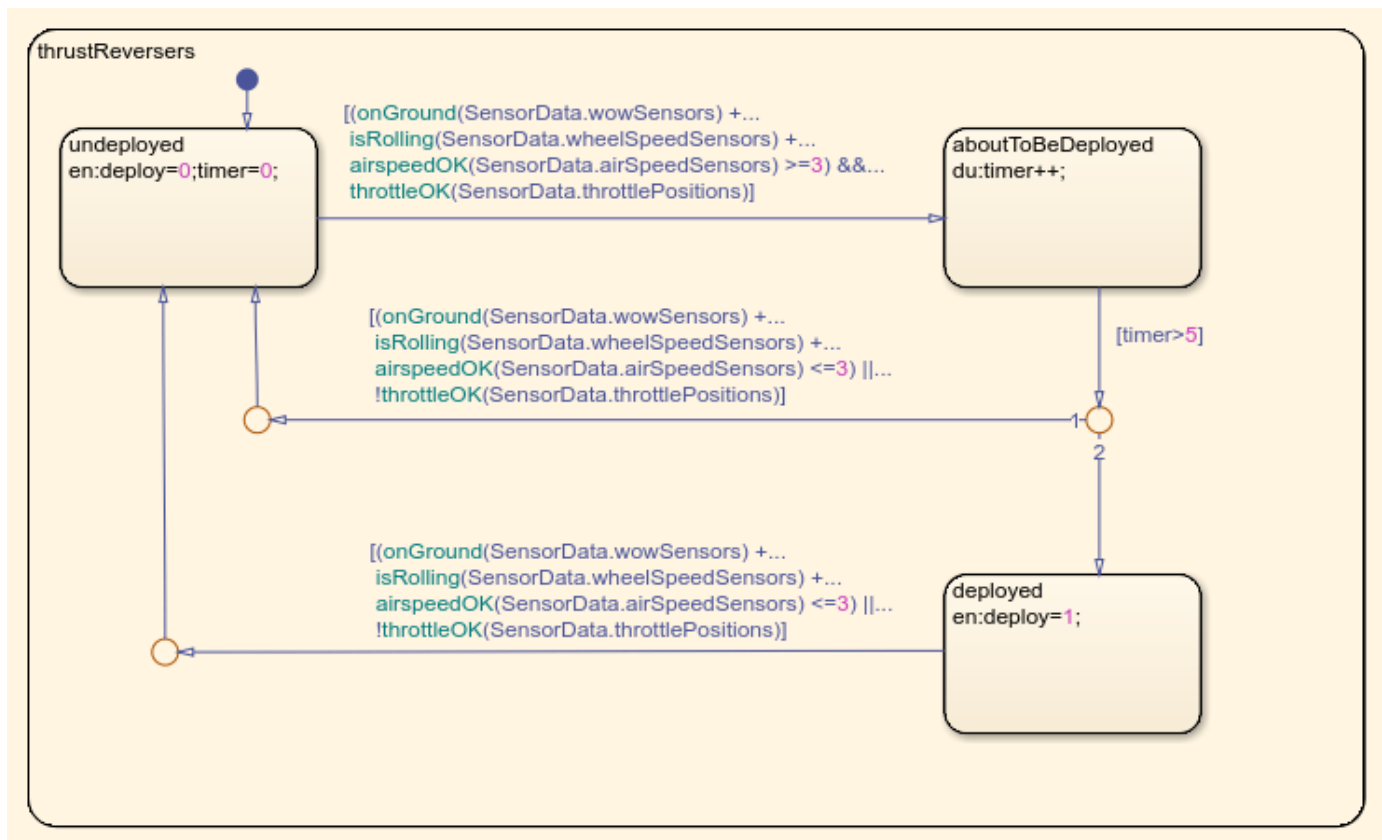 thrustReversers
undeployed
en:deploy=0;timer=0;
[(onGround(SensorData.wowSensors) +...
isRolling(SensorData.wheelSpeedSensors) +...
airspeedOK(SensorData.airSpeedSensors) >=3) &&...
throttleOK(SensorData.throttlePositions)]
aboutToBeDeployed
du:timer++;
[(onGround(SensorData.wowSensors) +...
isRolling(SensorData.wheelSpeedSensors) +...
airspeedOK(SensorData.airSpeedSensors) <=3) ||...
!throttleOK(SensorData.throttlePositions)]
[timer>5]
1
2
[(onGround(SensorData.wowSensors) +...
isRolling(SensorData.wheelSpeedSensors) +...
airspeedOK(SensorData.airSpeedSensors) <=3) ||...
!throttleOK(SensorData.throttlePositions)]
deployed
en:deploy=1;